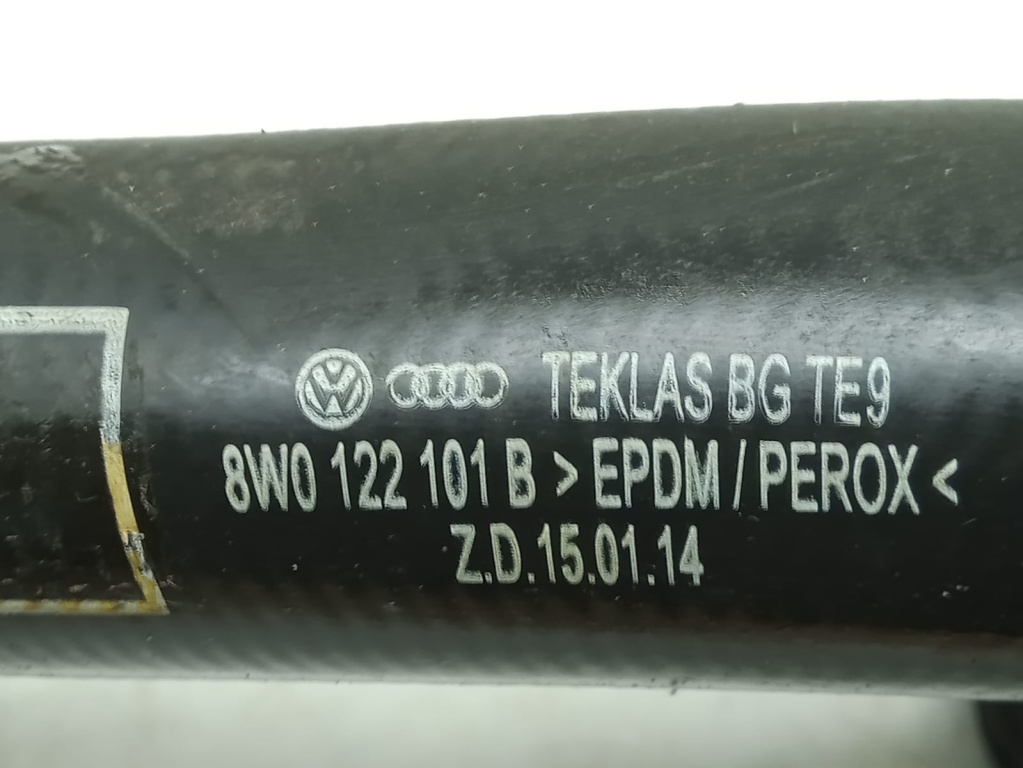 TEKLAS BG TE9
8W0 122 101 B > EPDM / PEROX <
Z.D.15.01.14